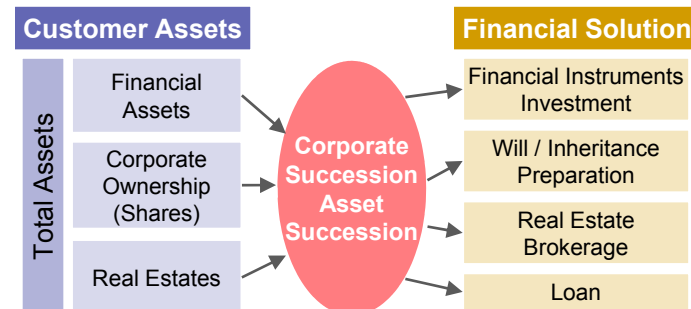 Customer Assets
Financial Solution
Total Assets
Financial
Assets
Corporate
Ownership
(Shares)
Real Estates
Corporate
Succession
Asset
Succession
Financial Instruments
Investment
Will / Inheritance
Preparation
Real Estate
Brokerage
Loan